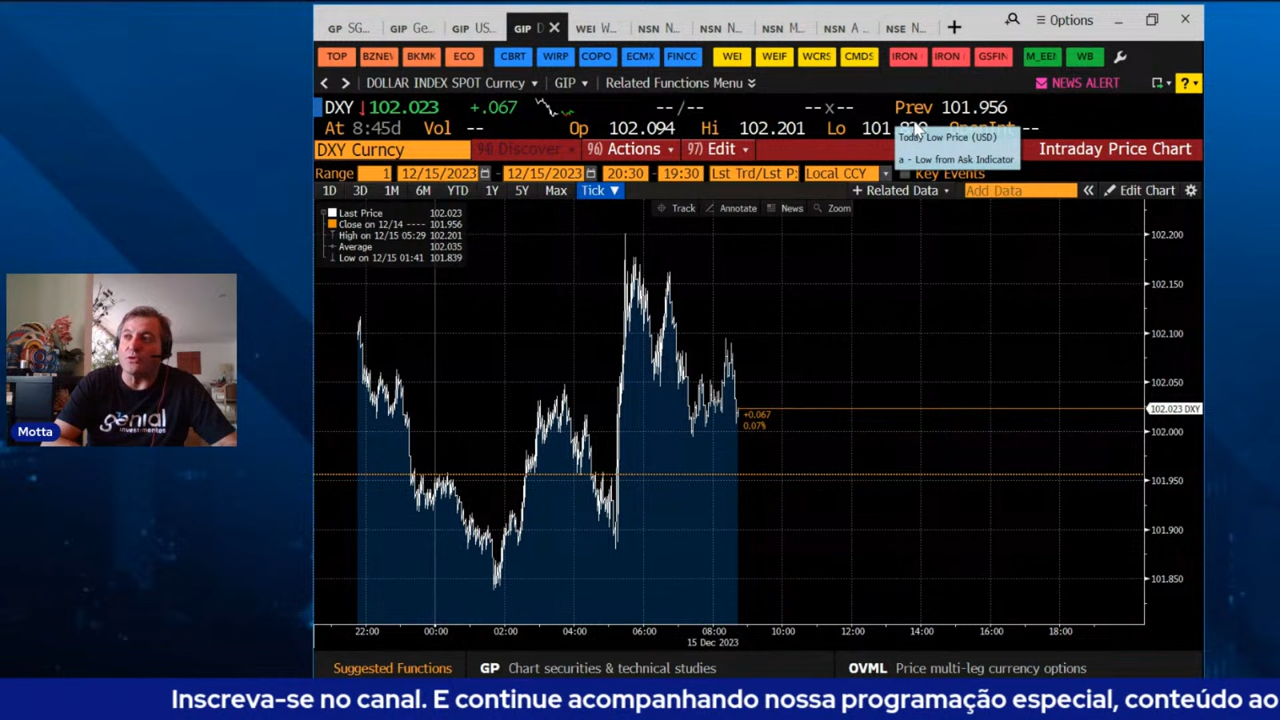 GP SG... GIP Ge... GIP US... GIP D X WEI W... NSN N... NSN N... NSN M... NSN A... NSE N... + Options
TOP BZNE BKMK ECO CBRT WIRP COPO ECMX FINCC WEI WEIF WCRS CMDS IRON IRON GSFIN M_EEI WB
DOLLAR INDEX SPOT Curncy GIP Related Functions Menu NEWS ALERT ?
DXY 102.023 +.067 -- / -- -- x -- Prev 101.956
At 8:45d Vol -- Op 102.094 Hi 102.201 Lo 101 --
Today Low Price (USD)
a - Low from Ask Indicator
DXY Curncy 94) Discover 96) Actions 97) Edit Intraday Price Chart
Range 1 12/15/2023 - 12/15/2023 20:30 - 19:30 Lst Trd/Lst P: Local CCY Key Events
1D 3D 1M 6M YTD 1Y 5Y Max Tick + Related Data Add Data Edit Chart
Track Annotate News Zoom
Last Price 102.023
Close on 12/14 ---- 101.956
High on 12/15 05:29 102.201
Average 102.035
Low on 12/15 01:41 101.839
102.200
102.150
102.100
102.050
102.023 DXY
+0.067
0.07%
102.000
101.950
101.900
101.850
22:00 00:00 02:00 04:00 06:00 08:00 10:00 12:00 14:00 16:00 18:00
15 Dec 2023
Suggested Functions GP Chart securities & technical studies OVML Price multi-leg currency options
genial
investimentos
Motta
Inscreva-se no canal. E continue acompanhando nossa programação especial, conteúdo ao